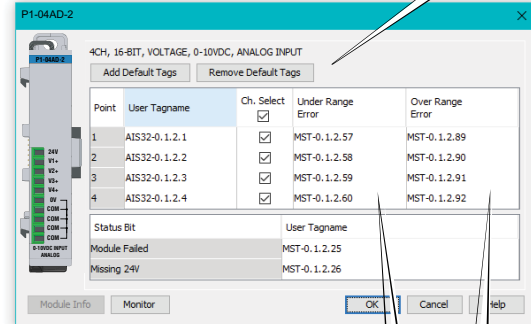 P1-04AD-2
4CH, 16-BIT, VOLTAGE, 0-10VDC, ANALOG INPUT
P1-04AD-2
Add Default Tags Remove Default Tags
Point User Tagname Ch. Select Under Range Error Over Range Error
1 AIS32-0.1.2.1 MST-0.1.2.57 MST-0.1.2.89
2 AIS32-0.1.2.2 MST-0.1.2.58 MST-0.1.2.90
3 AIS32-0.1.2.3 MST-0.1.2.59 MST-0.1.2.91
4 AIS32-0.1.2.4 MST-0.1.2.60 MST-0.1.2.92
24V
V1+
V2+
V3+
V4+
0V
COM
COM
COM
COM
0-10VDC INPUT
ANALOG
Status Bit User Tagname
Module Failed MST-0.1.2.25
Missing 24V MST-0.1.2.26
Module Info Monitor OK Cancel Help